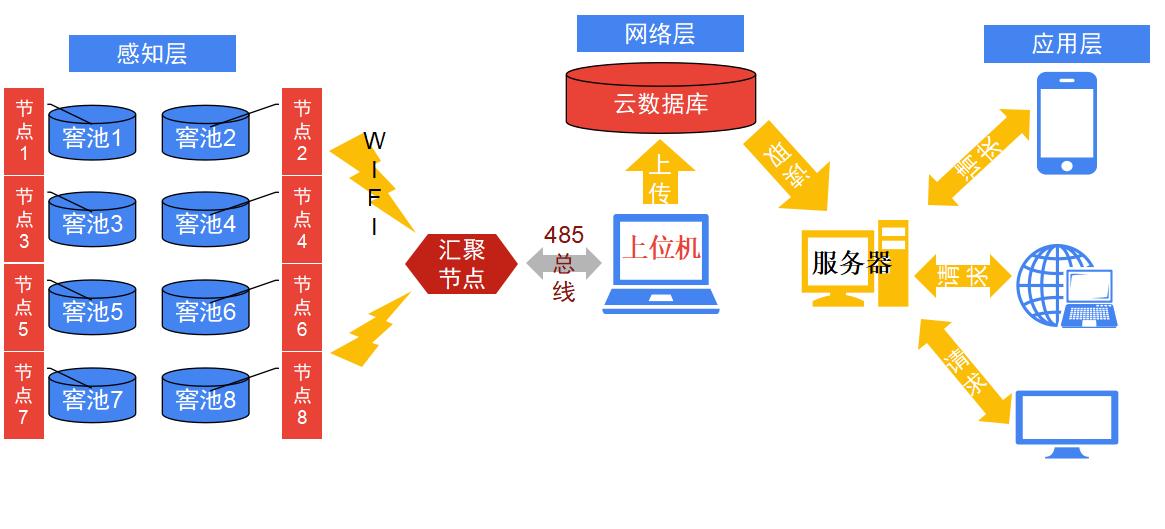 感知层
网络层
应用层
节点1
窖池1
窖池2
节点2
节点3
窖池3
窖池4
节点4
节点5
窖池5
窖池6
节点6
节点7
窖池7
窖池8
节点8
WIFI
汇聚
节点
485
总
线
云数据库
上传
上位机
读取
服务器
请求
请求
请求